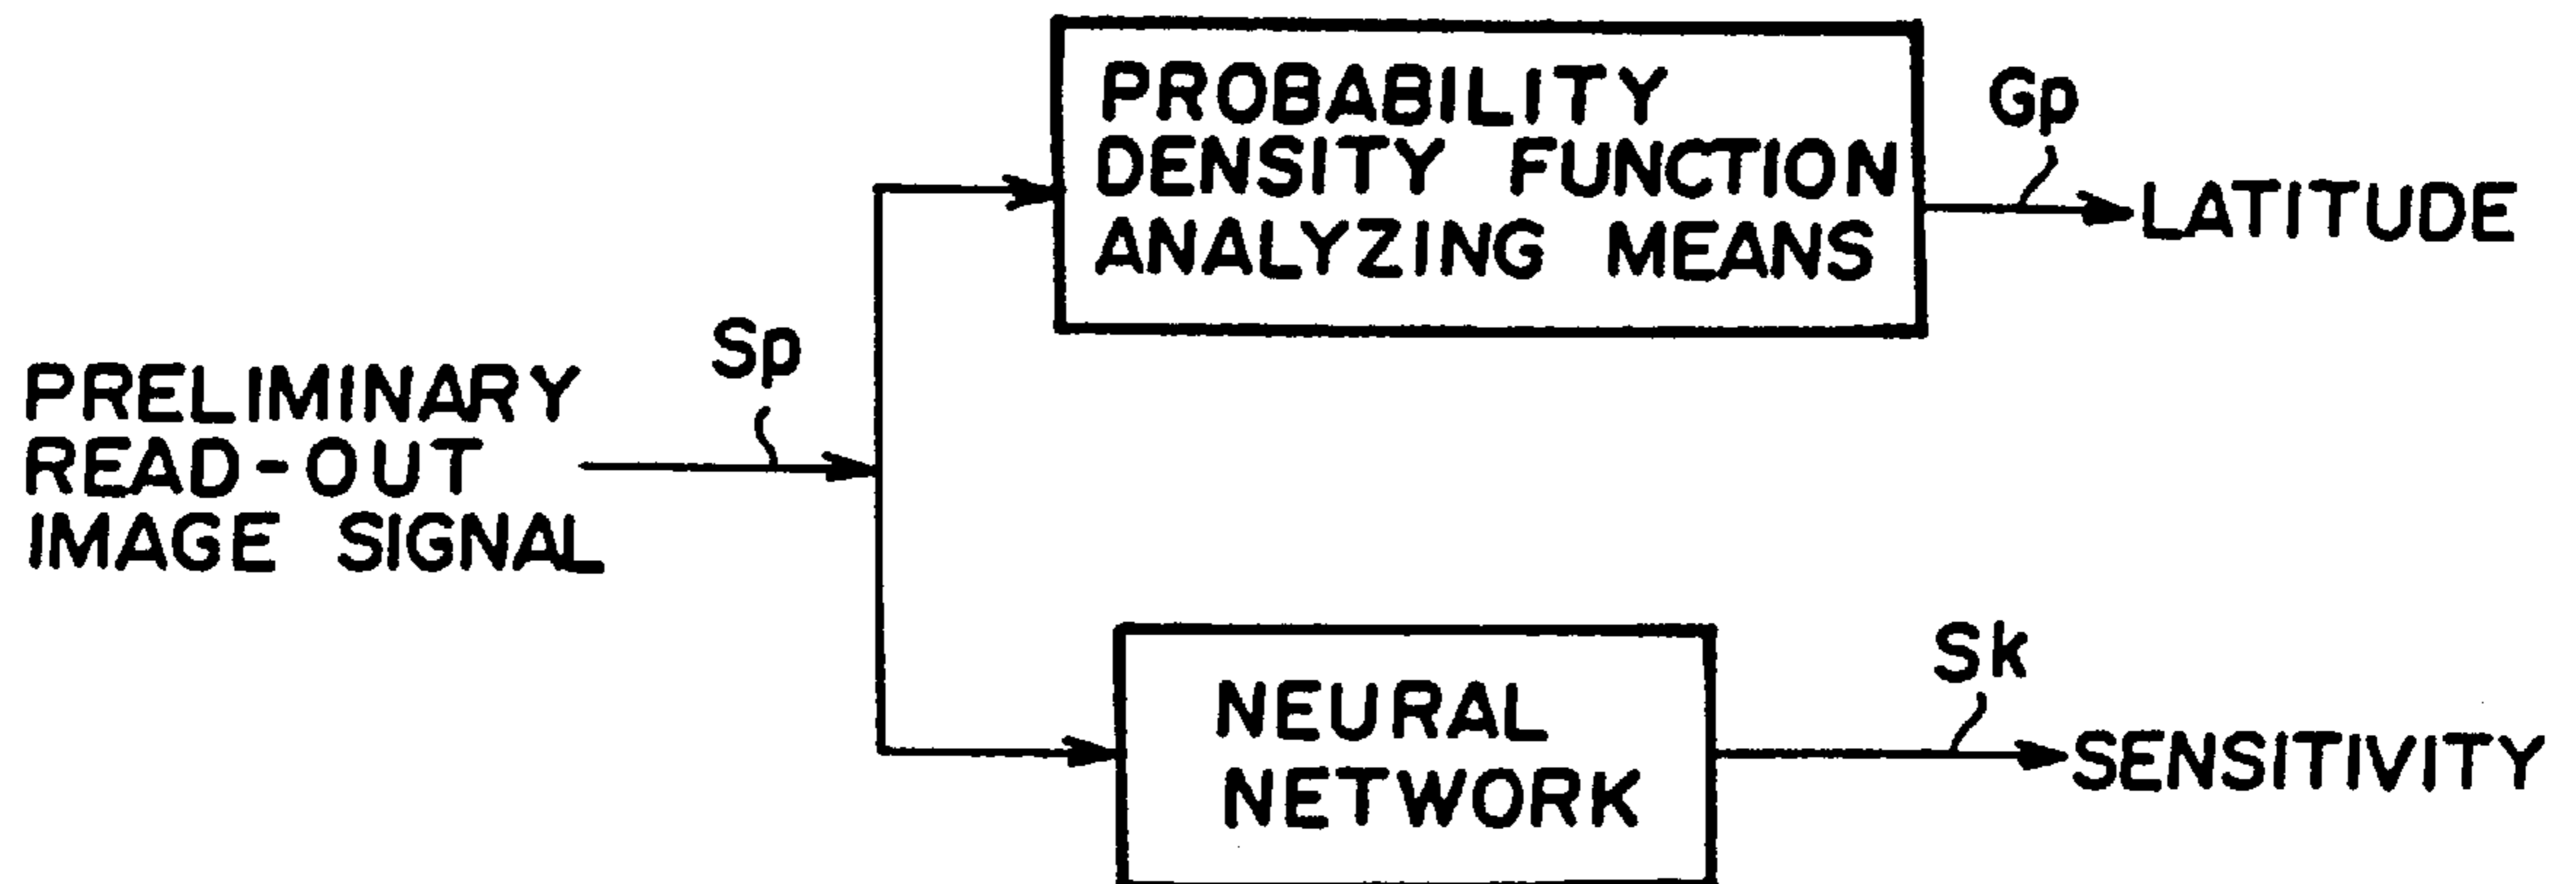 PRELIMINARY
READ-OUT
IMAGE SIGNAL
Sp
PROBABILITY
DENSITY FUNCTION
ANALYZING MEANS
Gp
LATITUDE
NEURAL
NETWORK
Sk
SENSITIVITY